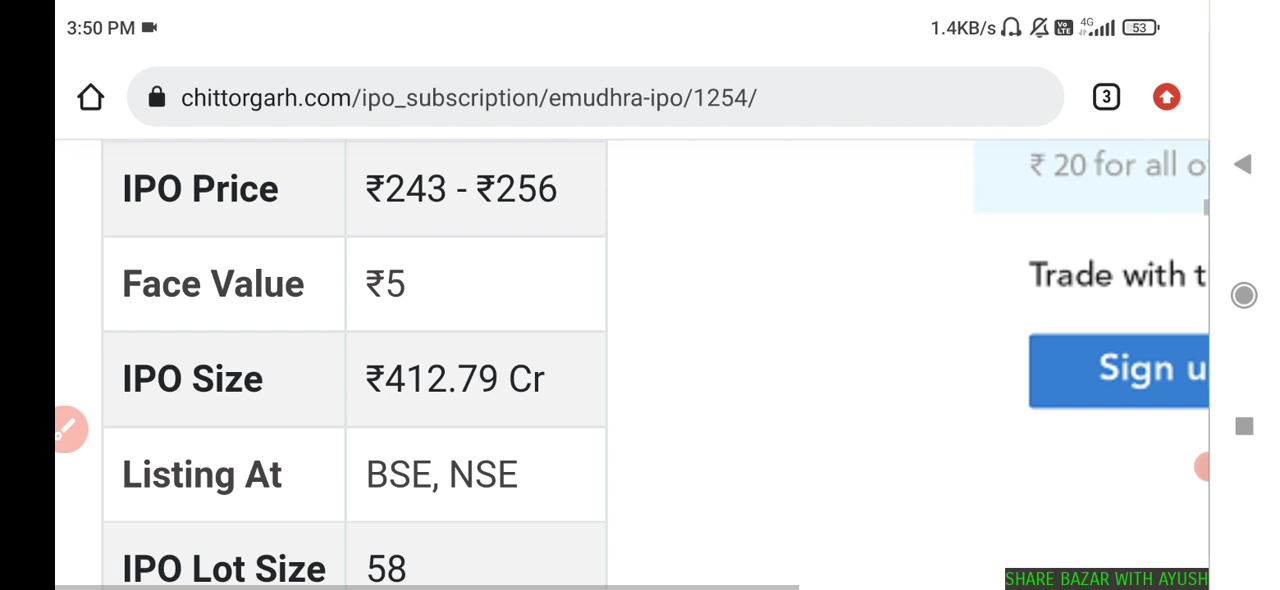 3:50 PM
1.4KB/s
Vo LTE
4G
53
chittorgarh.com/ipo_subscription/emudhra-ipo/1254/
3
IPO Price ₹243 - ₹256
₹ 20 for all o
Face Value ₹5
Trade with t
IPO Size ₹412.79 Cr
Sign u
Listing At BSE, NSE
IPO Lot Size 58
SHARE BAZAR WITH AYUSH